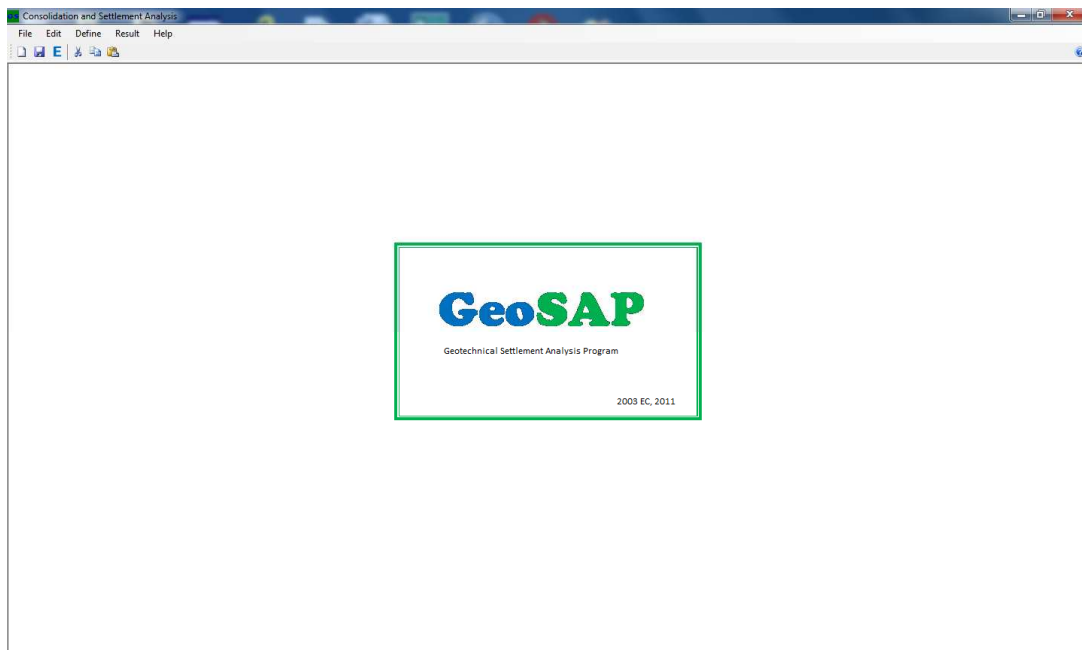 Consolidation and Settlement Analysis
File Edit Define Result Help
E
GeoSAP
Geotechnical Settlement Analysis Program
2003 EC, 2011